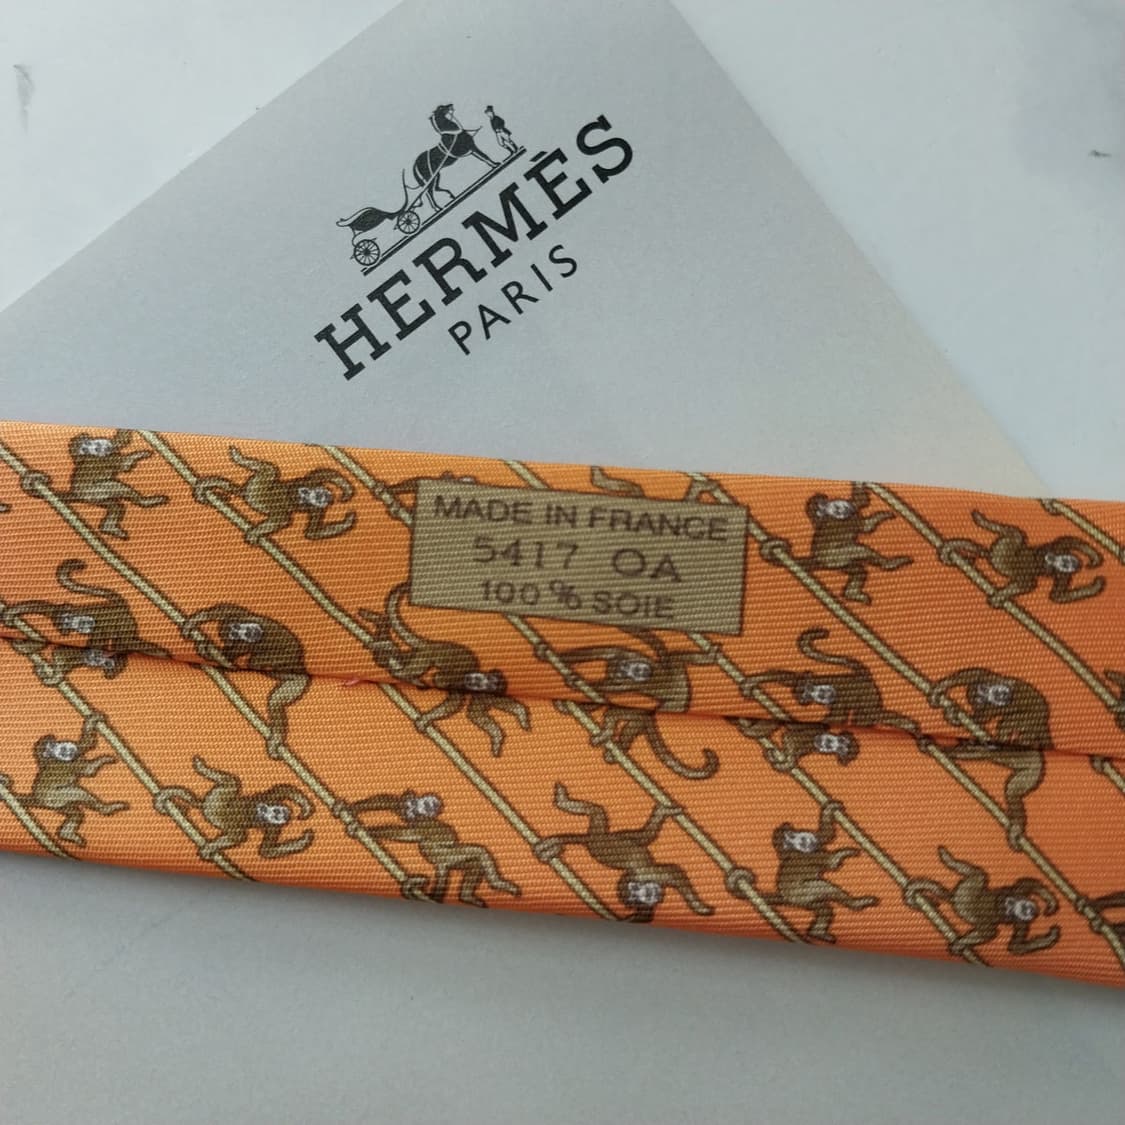 HERMÈS
PARIS
MADE IN FRANCE
5417 OA
100% SOIE